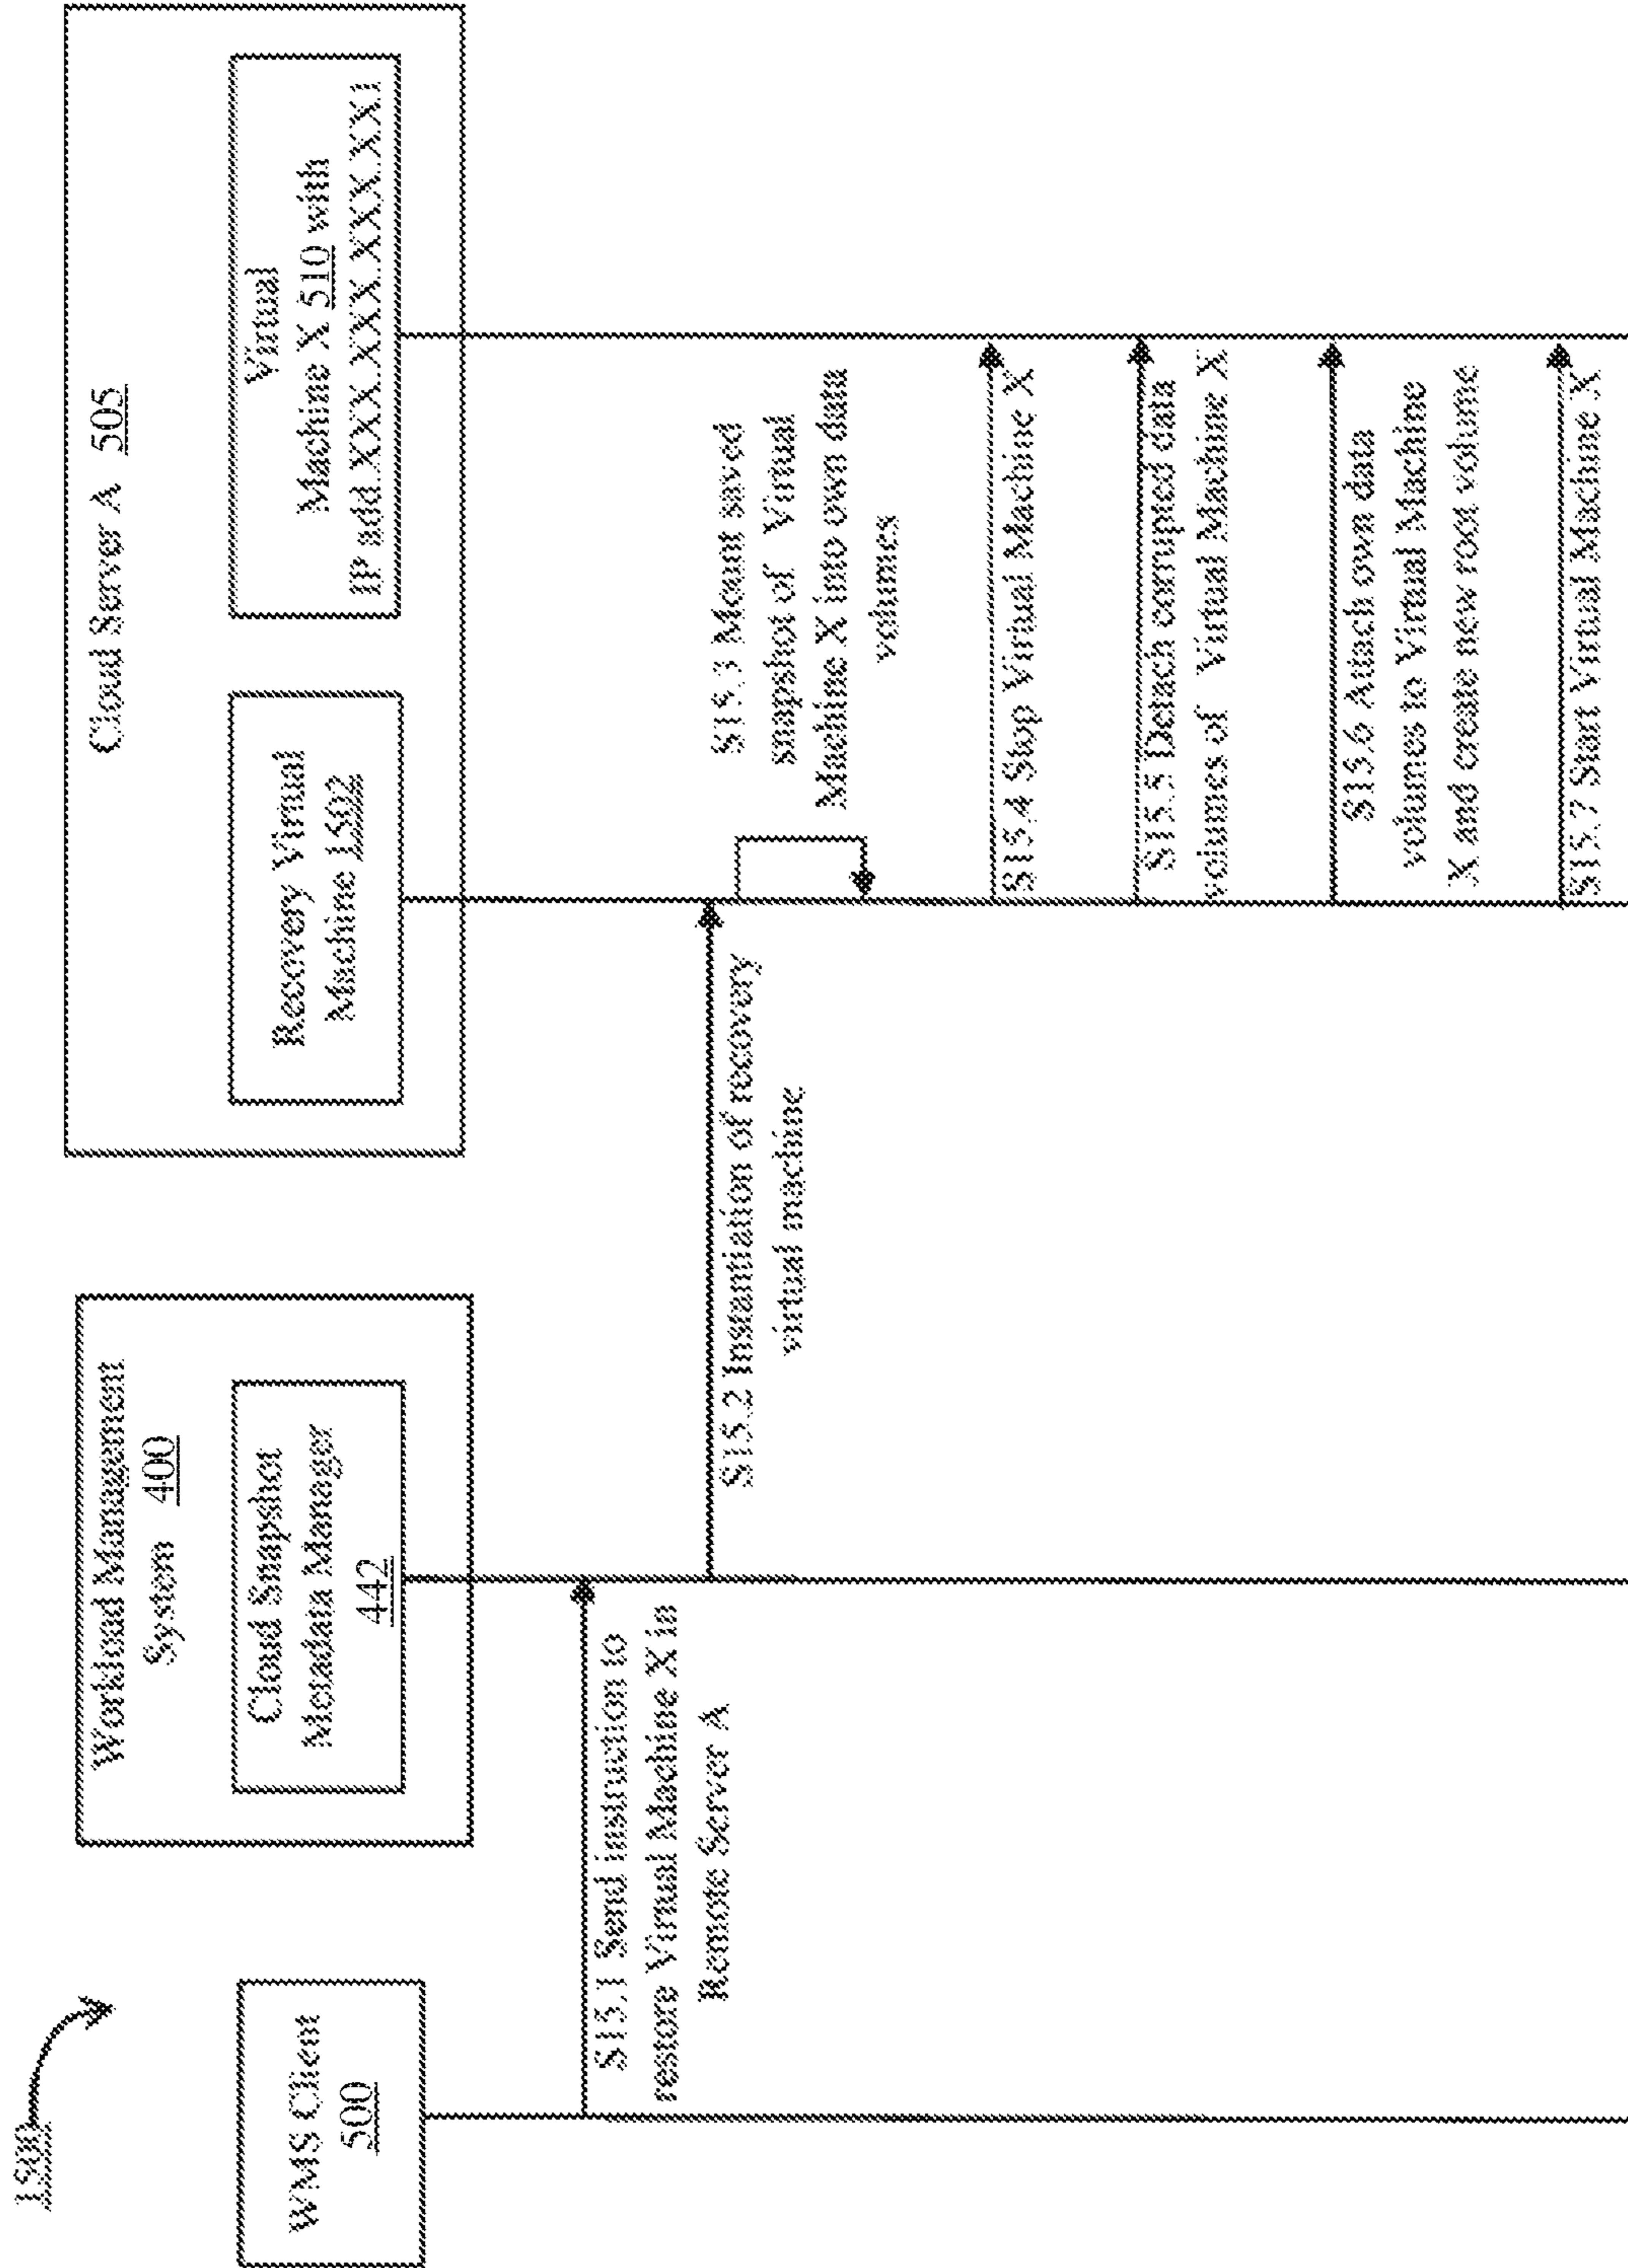 1500
WMS Client
500
Workload Management
System 400
Cloud Snapshot
Metadata Manager
442
Cloud Server A 505
Recovery Virtual
Machine 1502
Virtual
Machine X 510 with
IP add XXX.XXX.XXX.XX1
S15.1 Send instruction to
restore Virtual Machine X in
Remote Server A
S15.2 Instantiation of recovery
virtual machine
S15.3 Mount saved
snapshot of Virtual
Machine X into own data
volumes
S15.4 Stop Virtual Machine X
S15.5 Detach corrupted data
volumes of Virtual Machine X
S15.6 Attach own data
volumes to Virtual Machine
X and create new root volume
S15.7 Start Virtual Machine X